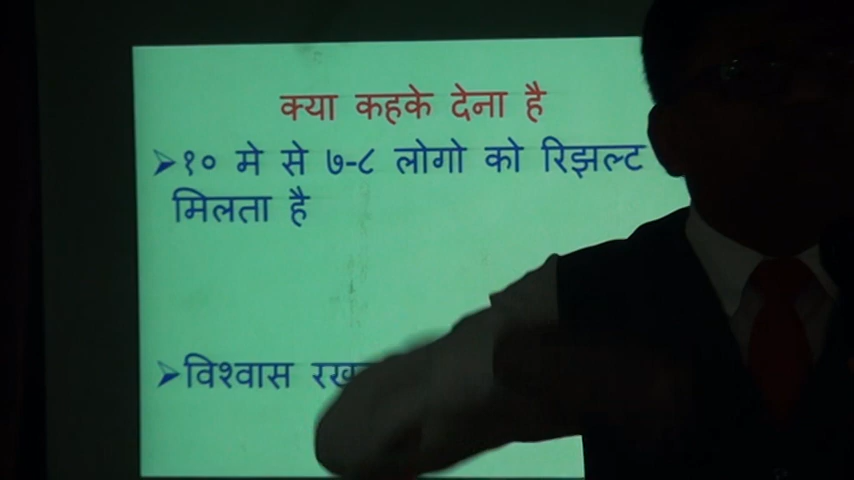 क्या कहके देना है
१० मे से ७-८ लोगो को रिझल्ट
मिलता है
विश्वास